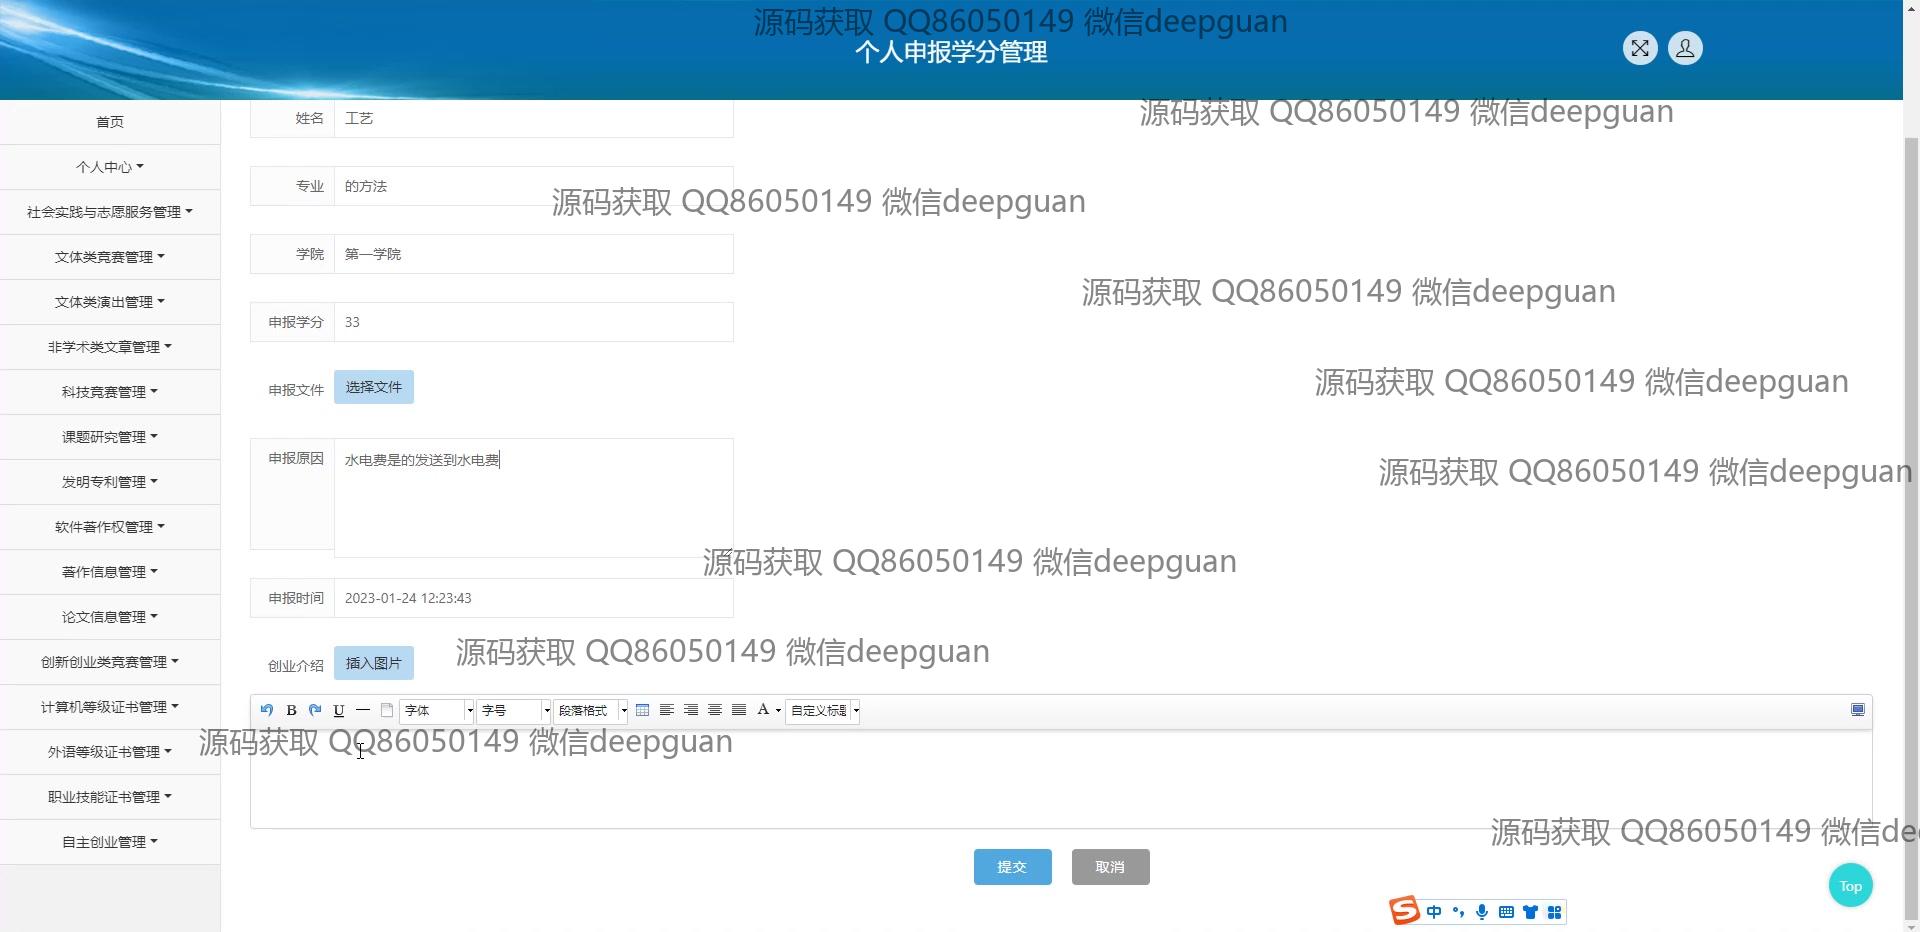 源码获取 QQ86050149 微信deepguan
个人申报学分管理
源码获取 QQ86050149 微信deepguan
首页
个人中心
社会实践与志愿服务管理
文体类竞赛管理
文体类演出管理
非学术类文章管理
科技竞赛管理
课题研究管理
发明专利管理
软件著作权管理
著作信息管理
论文信息管理
创新创业类竞赛管理
计算机等级证书管理
外语等级证书管理
职业技能证书管理
自主创业管理
姓名 工艺
专业 的方法
源码获取 QQ86050149 微信deepguan
学院 第一学院
源码获取 QQ86050149 微信deepguan
申报学分 33
申报文件 选择文件
源码获取 QQ86050149 微信deepguan
申报原因 水电费是的发送到水电费
源码获取 QQ86050149 微信deepguan
源码获取 QQ86050149 微信deepguan
申报时间 2023-01-24 12:23:43
创业介绍 插入图片
源码获取 QQ86050149 微信deepguan
B U 字体 字号 段落格式 A 自定义标题
源码获取 QQ86050149 微信deepguan
源码获取 QQ86050149 微信de
提交 取消
Top
中